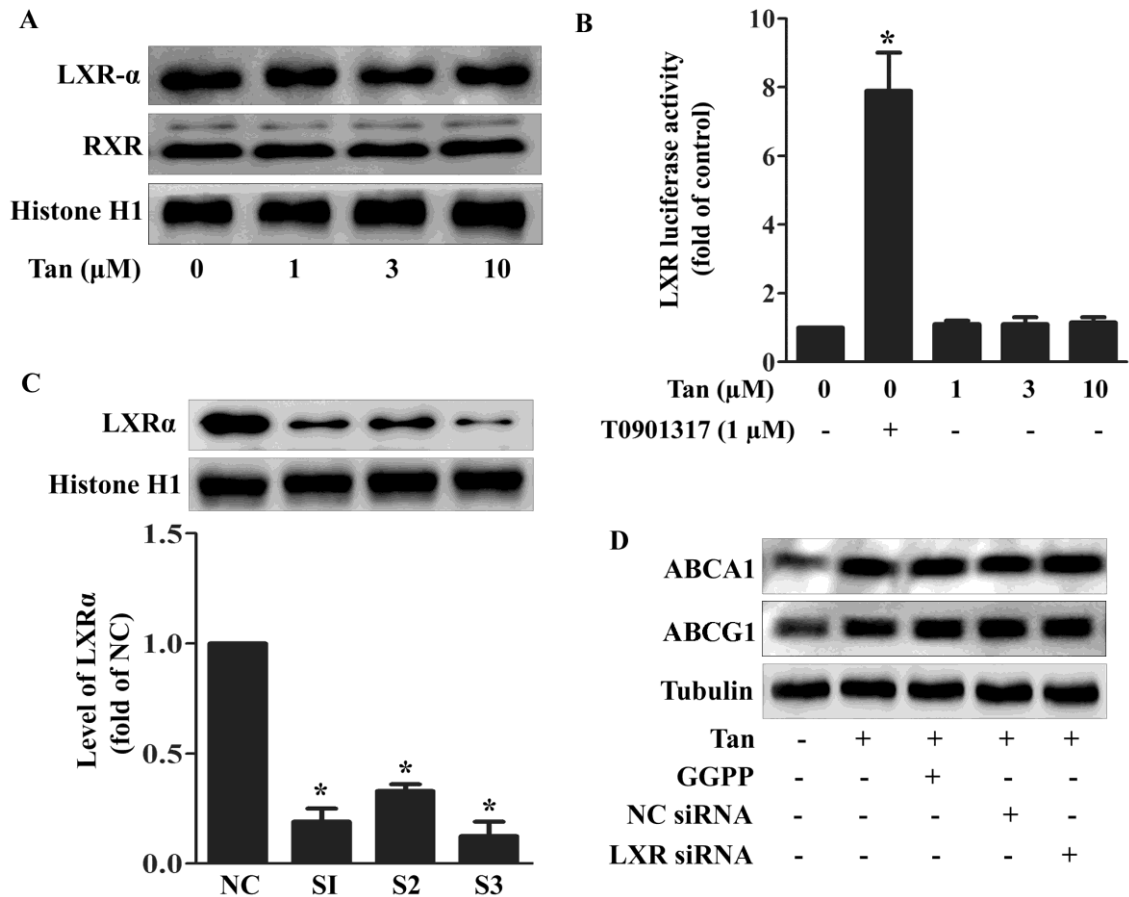 A
LXR-α
RXR
Histone H1
Tan (μM) 0 1 3 10
B
LXR luciferase activity
(fold of control)
10
8
6
4
2
0
*
Tan (μM) 0 0 1 3 10
T0901317 (1 μM) - + - - -
C
LXRα
Histone H1
Level of LXRα
(fold of NC)
1.5
1.0
0.5
0.0
* * *
NC SI S2 S3
D
ABCA1
ABCG1
Tubulin
Tan - + + + +
GGPP - - + - -
NC siRNA - - - + -
LXR siRNA - - - - +